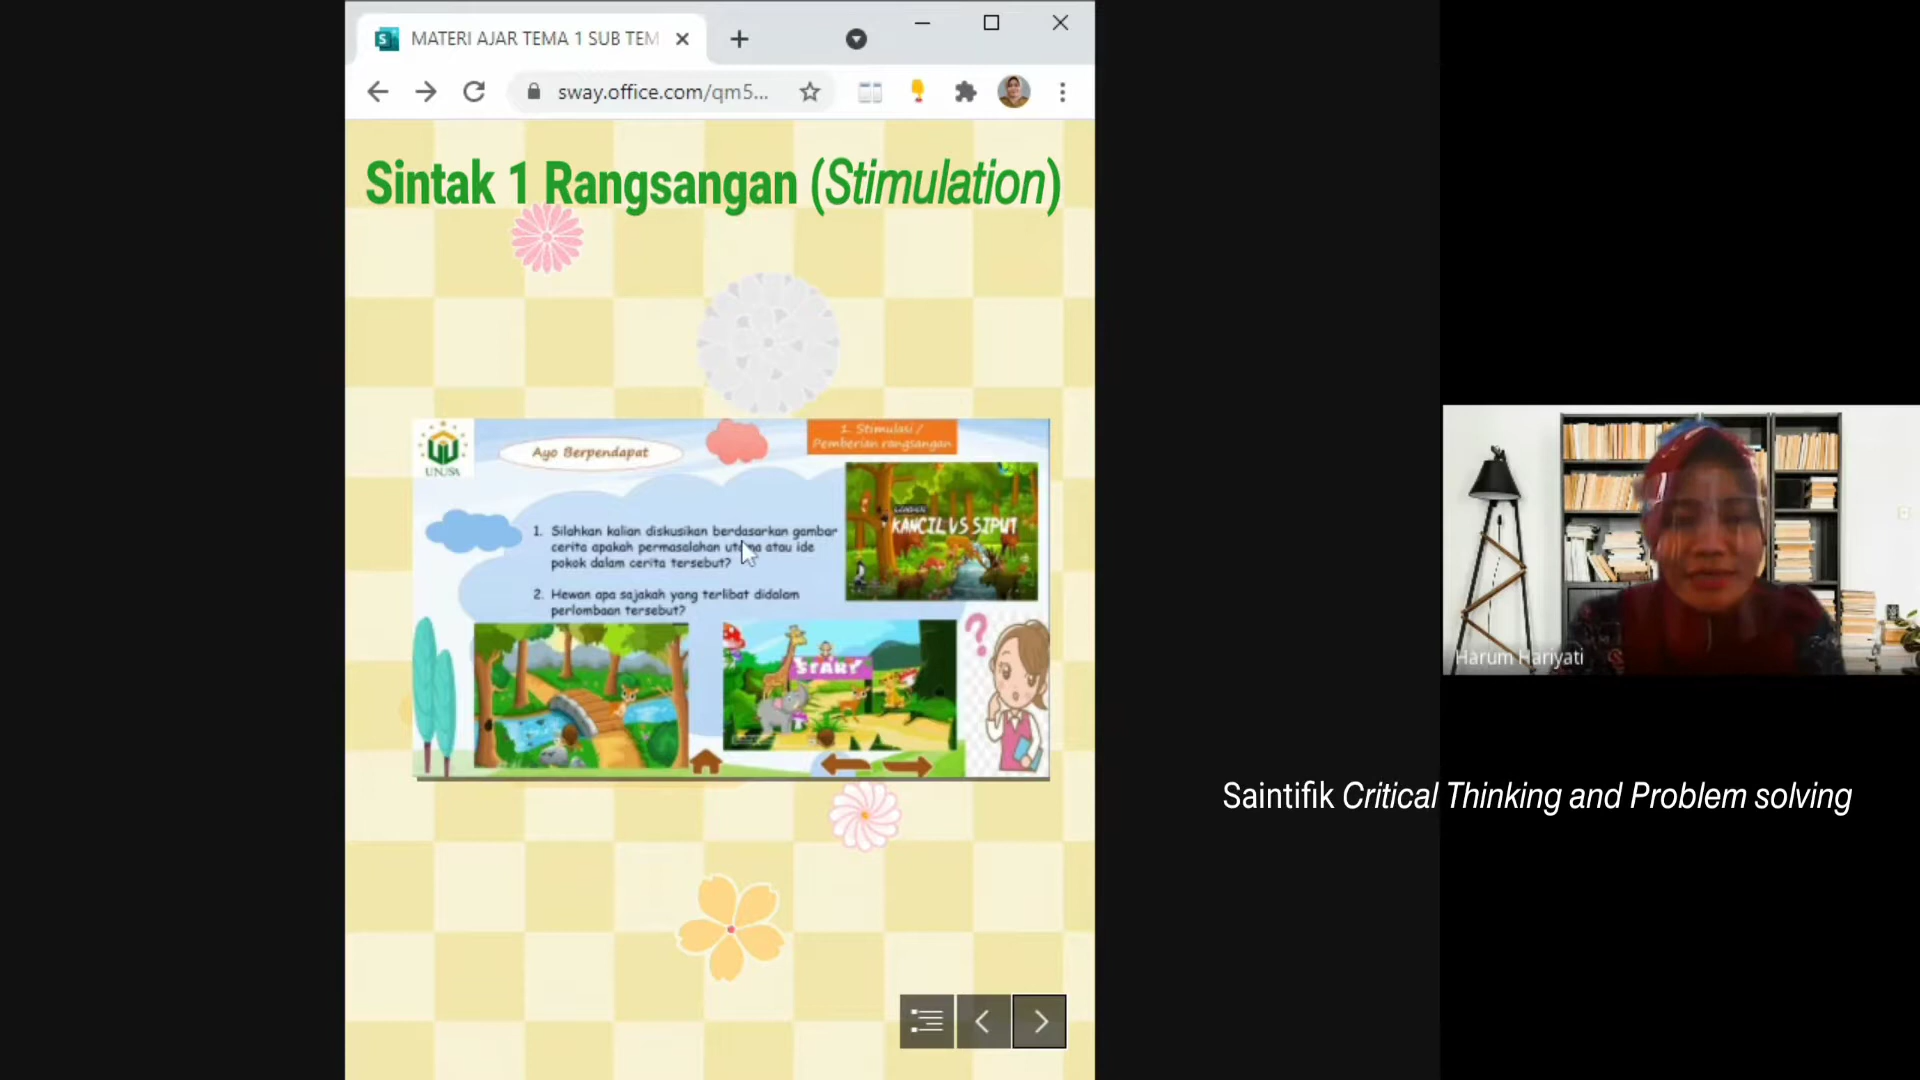 MATERI AJAR TEMA 1 SUB TEM
sway.office.com/qm5...
Sintak 1 Rangsangan (Stimulation)
UNUSA
Ayo Berpendapat
1. Stimulasi /
Pemberian rangsangan
KANCIL VS SIPUT
1. Silahkan kalian diskusikan berdasarkan gambar
cerita apakah permasalahan utama atau ide
pokok dalam cerita tersebut?
2. Hewan apa sajakah yang terlibat didalam
perlombaan tersebut?
START
?
Harum Hariyati
Saintifik Critical Thinking and Problem solving